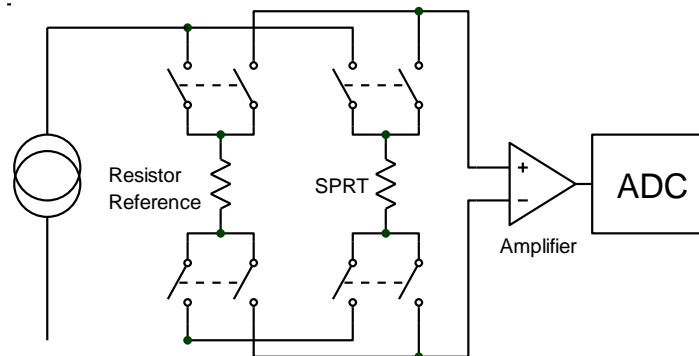 Resistor
Reference
SPRT
+
−
Amplifier
ADC